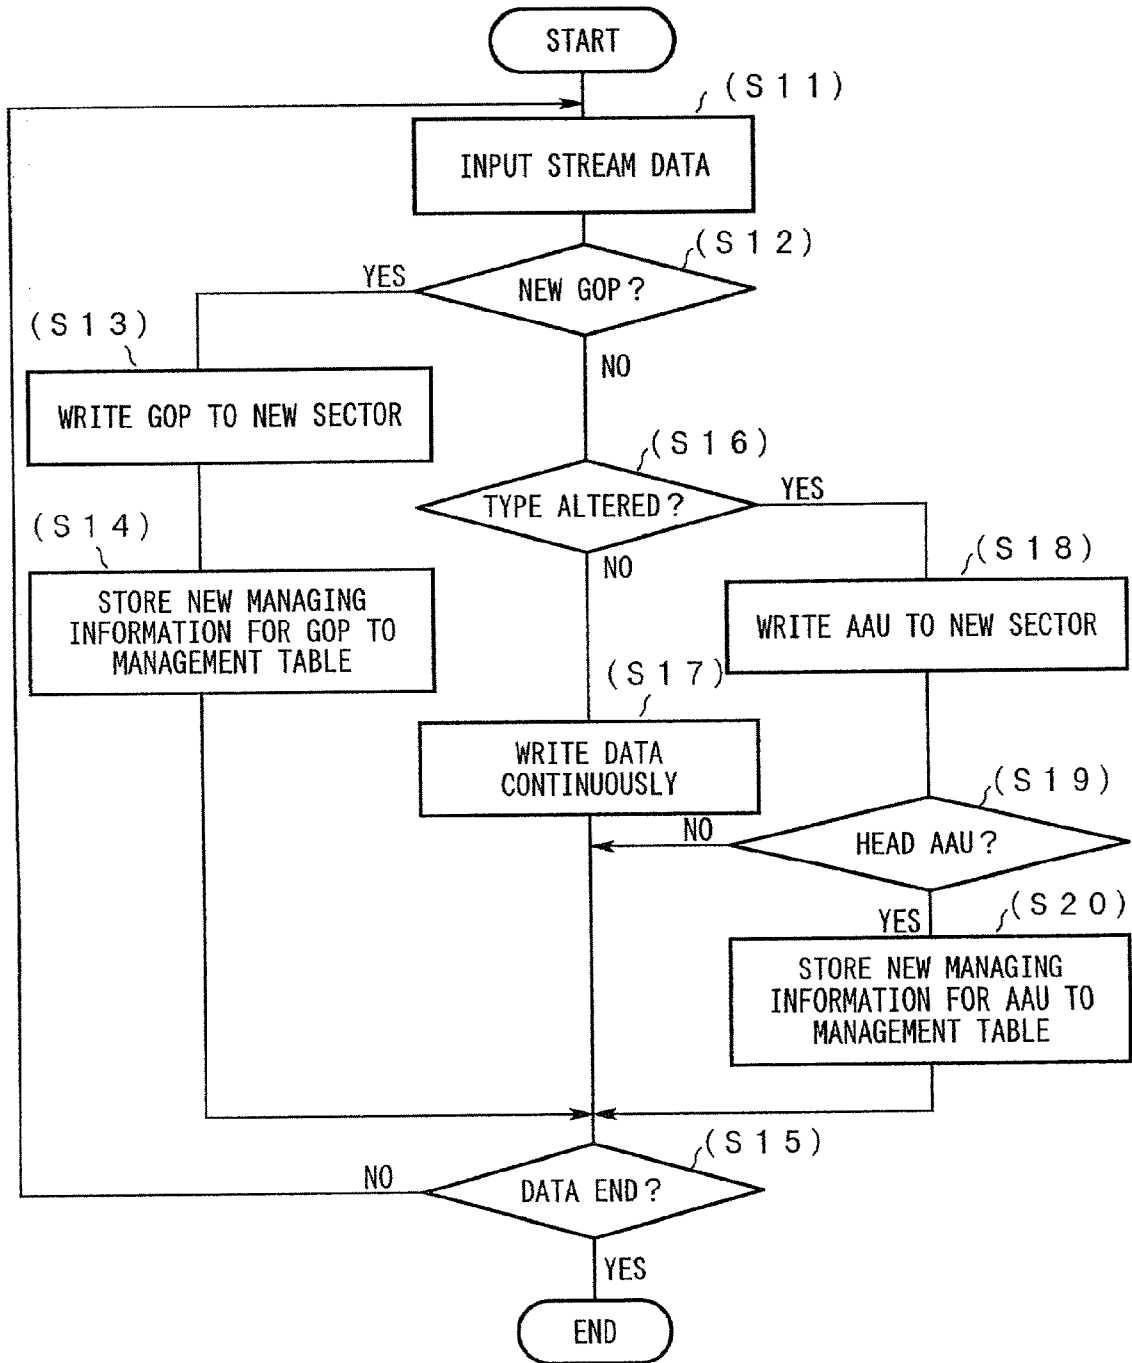 START
(S11)
INPUT STREAM DATA
(S12)
NEW GOP?
YES
NO
(S13)
WRITE GOP TO NEW SECTOR
(S14)
STORE NEW MANAGING
INFORMATION FOR GOP TO
MANAGEMENT TABLE
(S16)
TYPE ALTERED?
YES
NO
(S17)
WRITE DATA
CONTINUOUSLY
(S18)
WRITE AAU TO NEW SECTOR
(S19)
HEAD AAU?
NO
YES
(S20)
STORE NEW MANAGING
INFORMATION FOR AAU TO
MANAGEMENT TABLE
(S15)
DATA END?
NO
YES
END